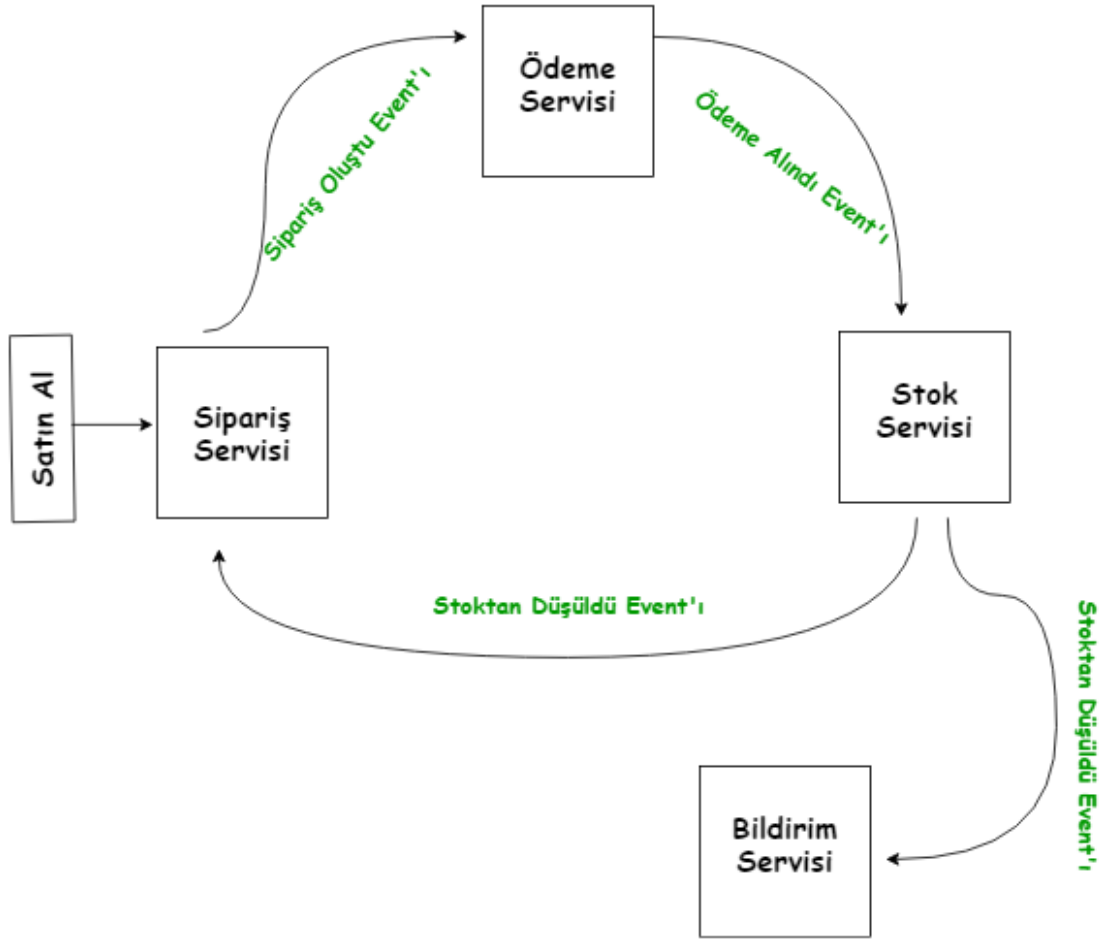 Ödeme
Servisi
Sipariş Oluştu Event'ı
Ödeme Alındı Event'ı
Satın Al
Sipariş
Servisi
Stok
Servisi
Stoktan Düşüldü Event'ı
Stoktan Düşüldü Event'ı
Bildirim
Servisi